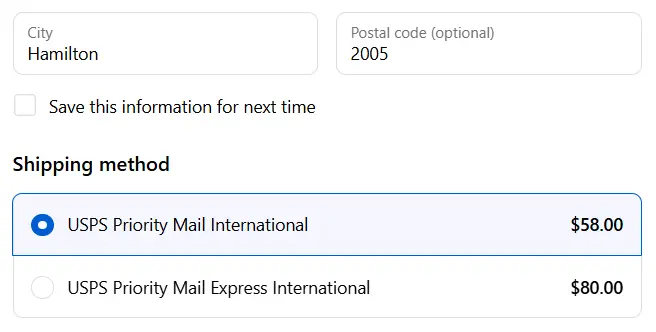 City
Hamilton
Postal code (optional)
2005
Save this information for next time
Shipping method
USPS Priority Mail International $58.00
USPS Priority Mail Express International $80.00